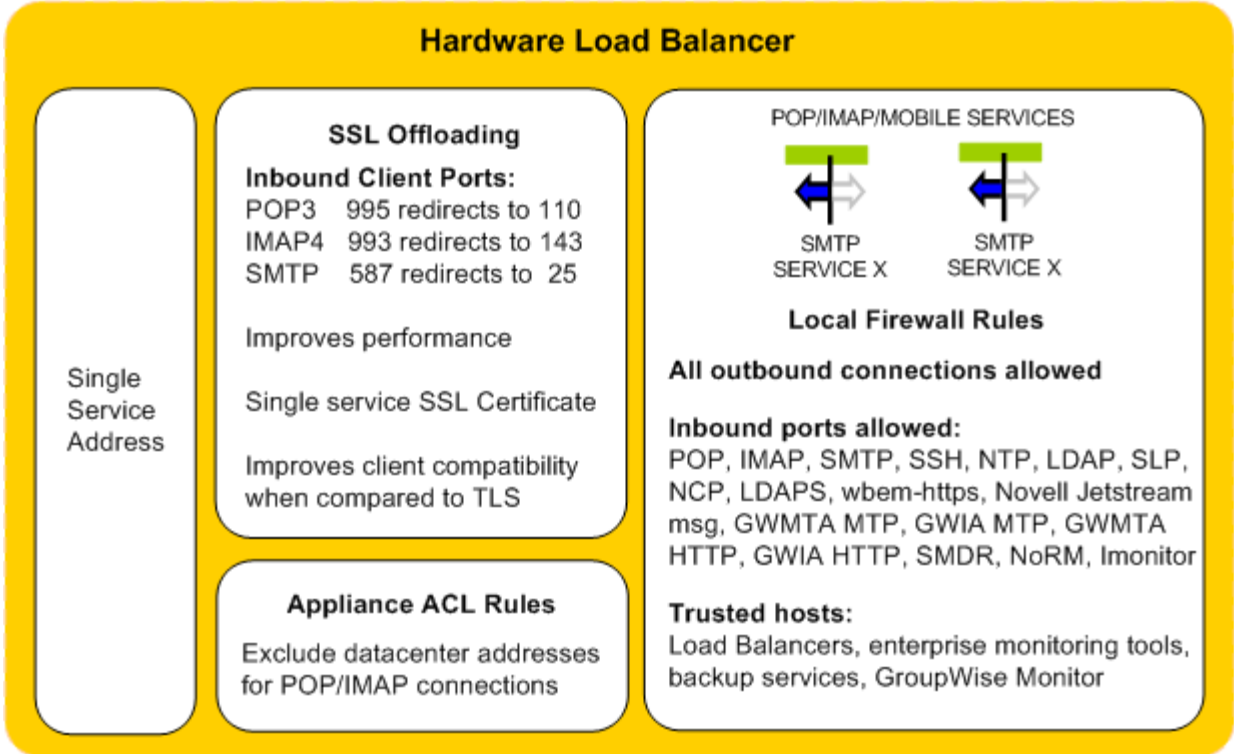 Hardware Load Balancer
Single
Service
Address
SSL Offloading
Inbound Client Ports:
POP3 995 redirects to 110
IMAP4 993 redirects to 143
SMTP 587 redirects to 25
Improves performance
Single service SSL Certificate
Improves client compatibility
when compared to TLS
Appliance ACL Rules
Exclude datacenter addresses
for POP/IMAP connections
POP/IMAP/MOBILE SERVICES
SMTP
SERVICE X
SMTP
SERVICE X
Local Firewall Rules
All outbound connections allowed
Inbound ports allowed:
POP, IMAP, SMTP, SSH, NTP, LDAP, SLP,
NCP, LDAPS, wbem-https, Novell Jetstream
msg, GWMTA MTP, GWIA MTP, GWMTA
HTTP, GWIA HTTP, SMDR, NoRM, Imonitor
Trusted hosts:
Load Balancers, enterprise monitoring tools,
backup services, GroupWise Monitor